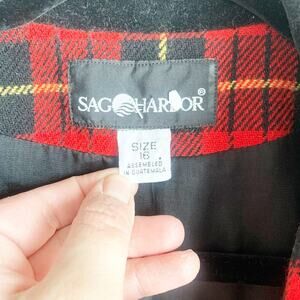 SAG HARBOR®
SIZE
16
ASSEMBLED
IN GUATEMALA